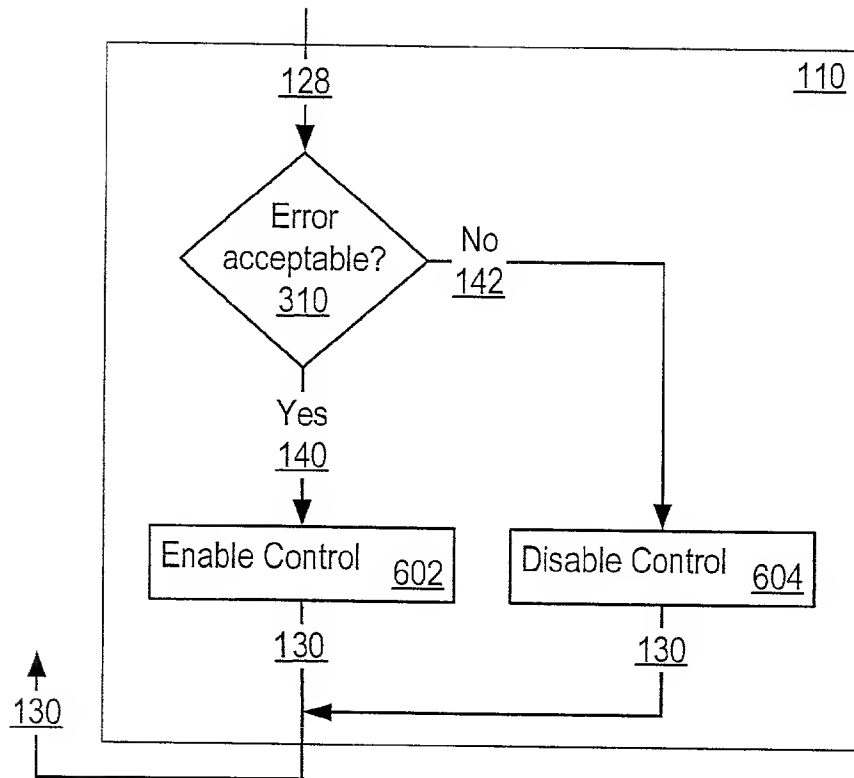 128
110
Error
acceptable?
310
No
142
Yes
140
Enable Control 602
Disable Control 604
130
130
130